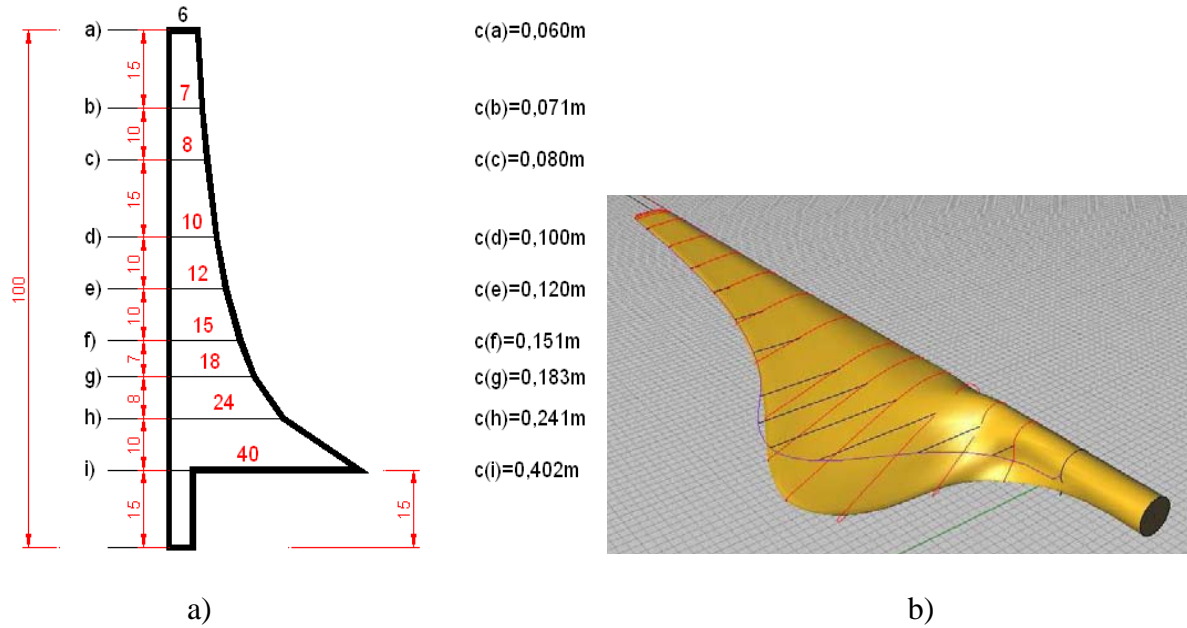 6
a) c(a)=0,060m
15
7
b) c(b)=0,071m
10
8
c) c(c)=0,080m
15
10
d) c(d)=0,100m
10
12
e) c(e)=0,120m
100
10
15
f) c(f)=0,151m
7
18
g) c(g)=0,183m
8
24
h) c(h)=0,241m
10
40
i) c(i)=0,402m
15
15
a) b)